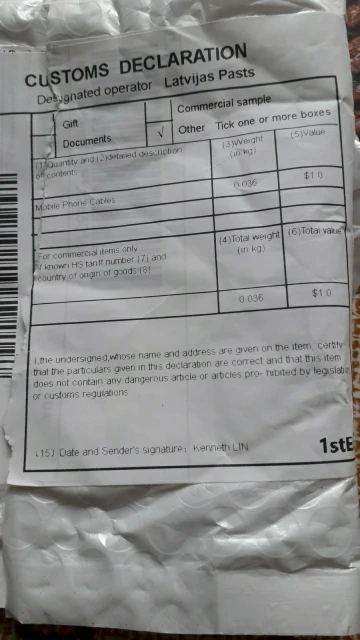 CUSTOMS DECLARATION
Designated operator Latvijas Pasts
Gift
Commercial sample
Documents
√ Other Tick one or more boxes
(1)Quantity and (2)detailed description
of contents
(3)Weight
(in kg)
(5)Value
Mobile Phone Cables
0.036
$1.0
For commercial items only
known HS tariff number (7) and
country of origin of goods (8)
(4)Total weight
(in kg)
(6)Total value
0.036
$1.0
I,the undersigned,whose name and address are given on the item, certify
that the particulars given in this declaration are correct and that this item
does not contain any dangerous article or articles pro- hibited by
or customs regulations
(15) Date and Sender's signature: Kenneth LIN
1stE